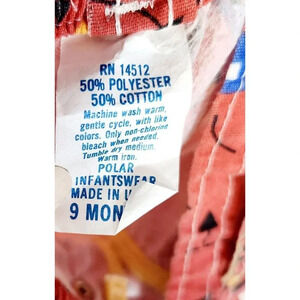 RN 14512
50% POLYESTER
50% COTTON
Machine wash warm,
gentle cycle, with like
colors. Only non-chlorine
bleach when needed.
Tumble dry medium.
Warm iron.
POLAR
INFANTSWEAR
MADE IN U
9 MON